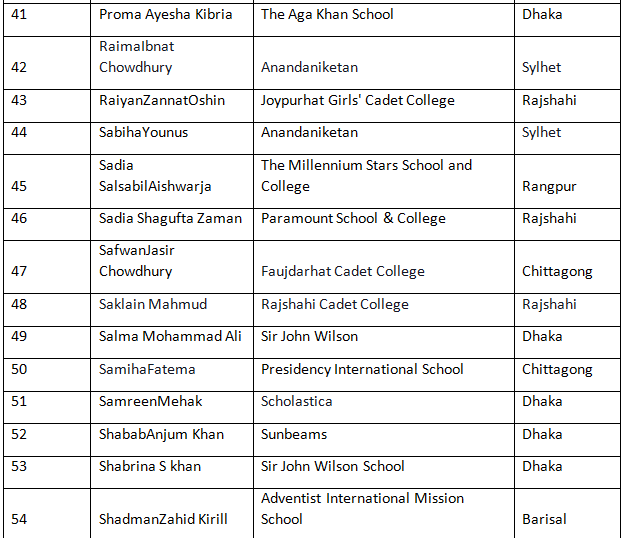 41 Proma Ayesha Kibria The Aga Khan School Dhaka
RaimaIbnat
42 Chowdhury Anandaniketan Sylhet
43 RaiyanZannatOshin Joypurhat Girls' Cadet College Rajshahi
44 SabihaYounus Anandaniketan Sylhet
Sadia The Millennium Stars School and
45 SalsabilAishwarja College Rangpur
46 Sadia Shagufta Zaman Paramount School & College Rajshahi
SafwanJasir
47 Chowdhury Faujdarhat Cadet College Chittagong
48 Saklain Mahmud Rajshahi Cadet College Rajshahi
49 Salma Mohammad Ali Sir John Wilson Dhaka
50 SamihaFatema Presidency International School Chittagong
51 SamreenMehak Scholastica Dhaka
52 ShababAnjum Khan Sunbeams Dhaka
53 Shabrina S khan Sir John Wilson School Dhaka
Adventist International Mission
54 ShadmanZahid Kirill School Barisal